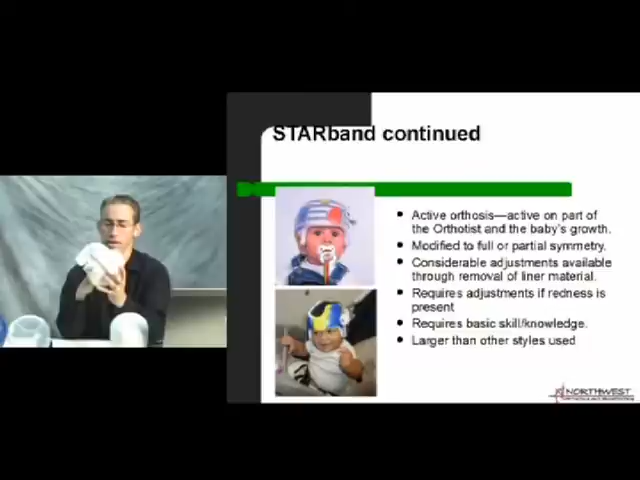 STARband continued
Active orthosis—active on part of
the Orthotist and the baby's growth.
Modified to full or partial symmetry.
Considerable adjustments available
through removal of liner material.
Requires adjustments if redness is
present
Requires basic skill/knowledge.
Larger than other styles used
NORTHWEST